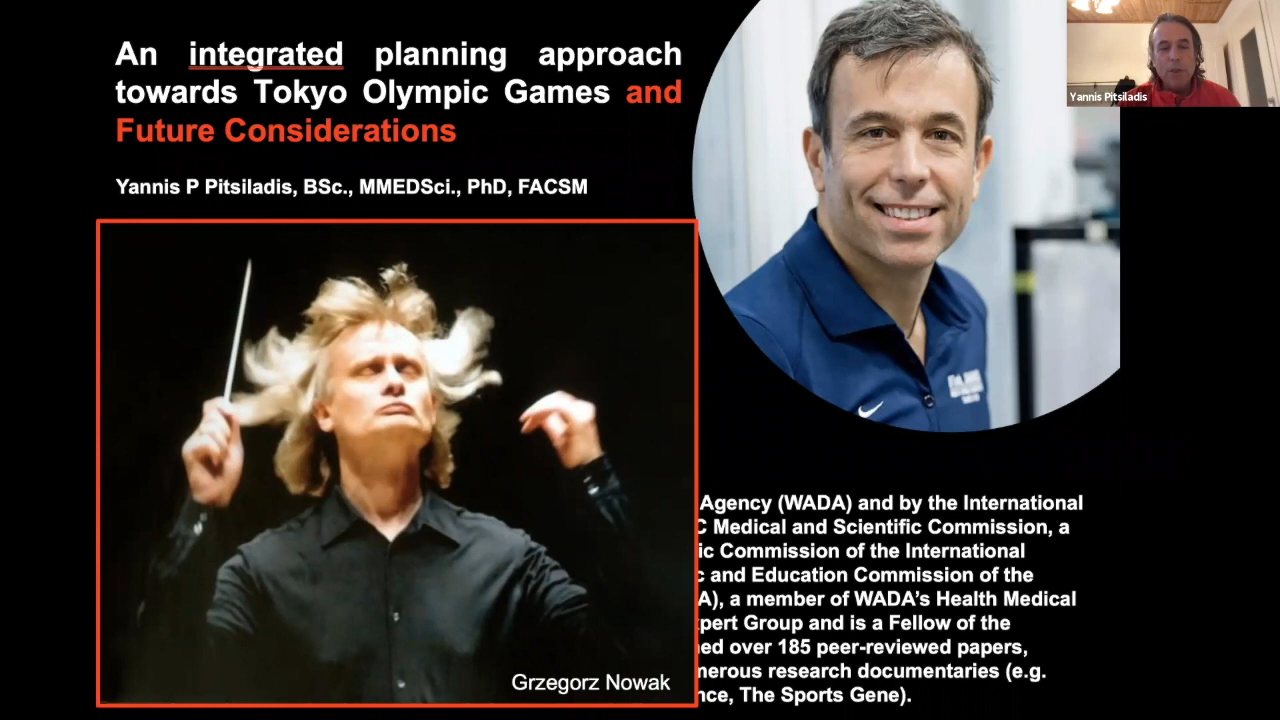 An integrated planning approach
towards Tokyo Olympic Games and
Future Considerations
Yannis P Pitsiladis, BSc., MMEDSci., PhD, FACSM
Yannis Pitsiladis
Grzegorz Nowak
Agency (WADA) and by the International
C Medical and Scientific Commission, a
ic Commission of the International
c and Education Commission of the
A), a member of WADA's Health Medical
pert Group and is a Fellow of the
ed over 185 peer-reviewed papers,
merous research documentaries (e.g.
nce, The Sports Gene).